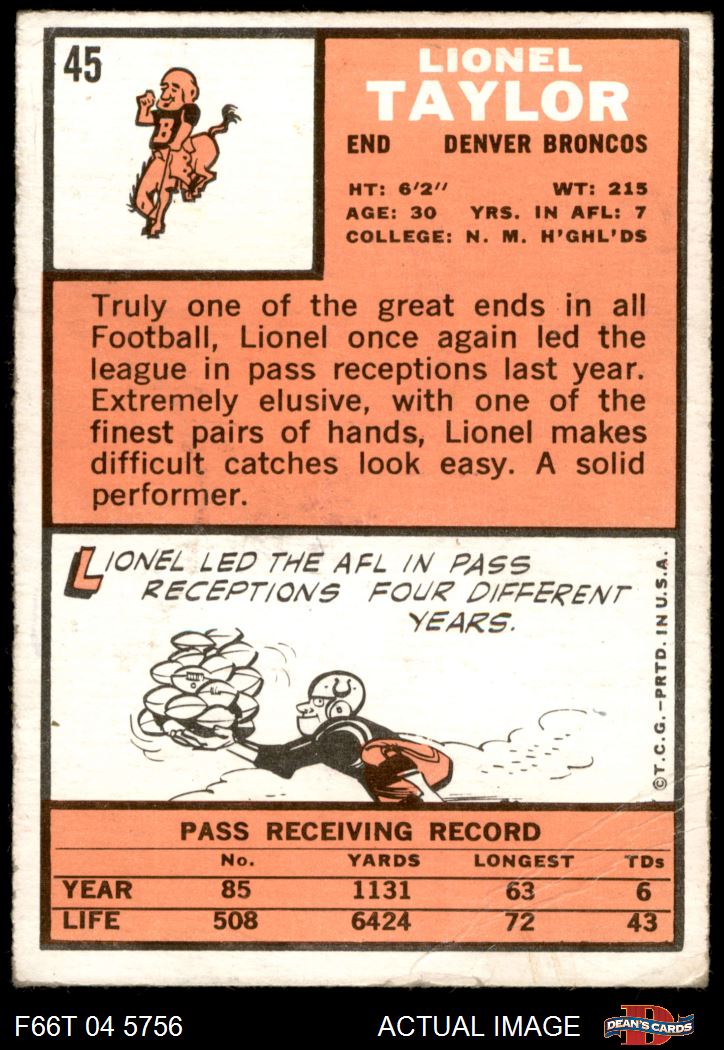 45
LIONEL
TAYLOR
END DENVER BRONCOS
HT: 6'2" WT: 215
AGE: 30 YRS. IN AFL: 7
COLLEGE: N. M. H'GHL'DS
B
Truly one of the great ends in all
Football, Lionel once again led the
league in pass receptions last year.
Extremely elusive, with one of the
finest pairs of hands, Lionel makes
difficult catches look easy. A solid
performer.
LIONEL LED THE AFL IN PASS
RECEPTIONS FOUR DIFFERENT
YEARS.
©T.C.G.–PRTD. IN U.S.A.
PASS RECEIVING RECORD
No. YARDS LONGEST TDs
YEAR 85 1131 63 6
LIFE 508 6424 72 43
F66T 04 5756 ACTUAL IMAGE
D
DEAN'S CARDS